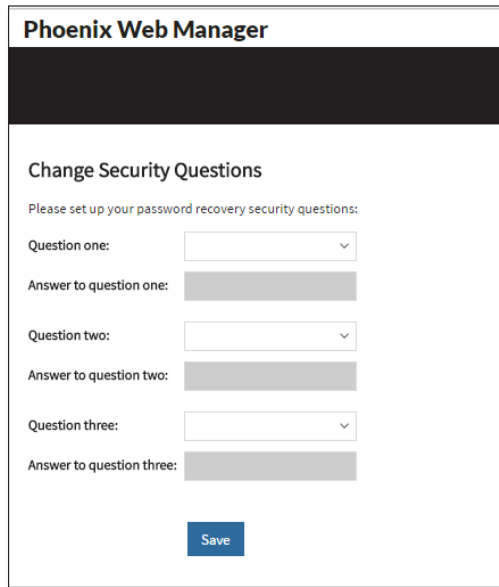 Phoenix Web Manager
Change Security Questions
Please set up your password recovery security questions:
Question one:
Answer to question one:
Question two:
Answer to question two:
Question three:
Answer to question three:
Save